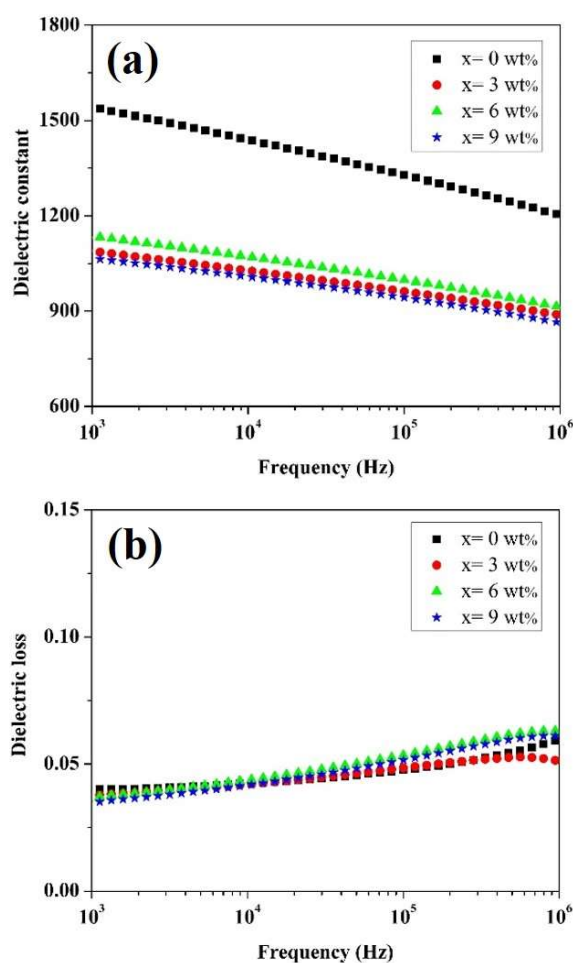 (a)
x= 0 wt%
x= 3 wt%
x= 6 wt%
x= 9 wt%
Dielectric constant
1800
1500
1200
900
600
10³ 10⁴ 10⁵ 10⁶
Frequency (Hz)
(b)
x= 0 wt%
x= 3 wt%
x= 6 wt%
x= 9 wt%
Dielectric loss
0.15
0.10
0.05
0.00
10³ 10⁴ 10⁵ 10⁶
Frequency (Hz)